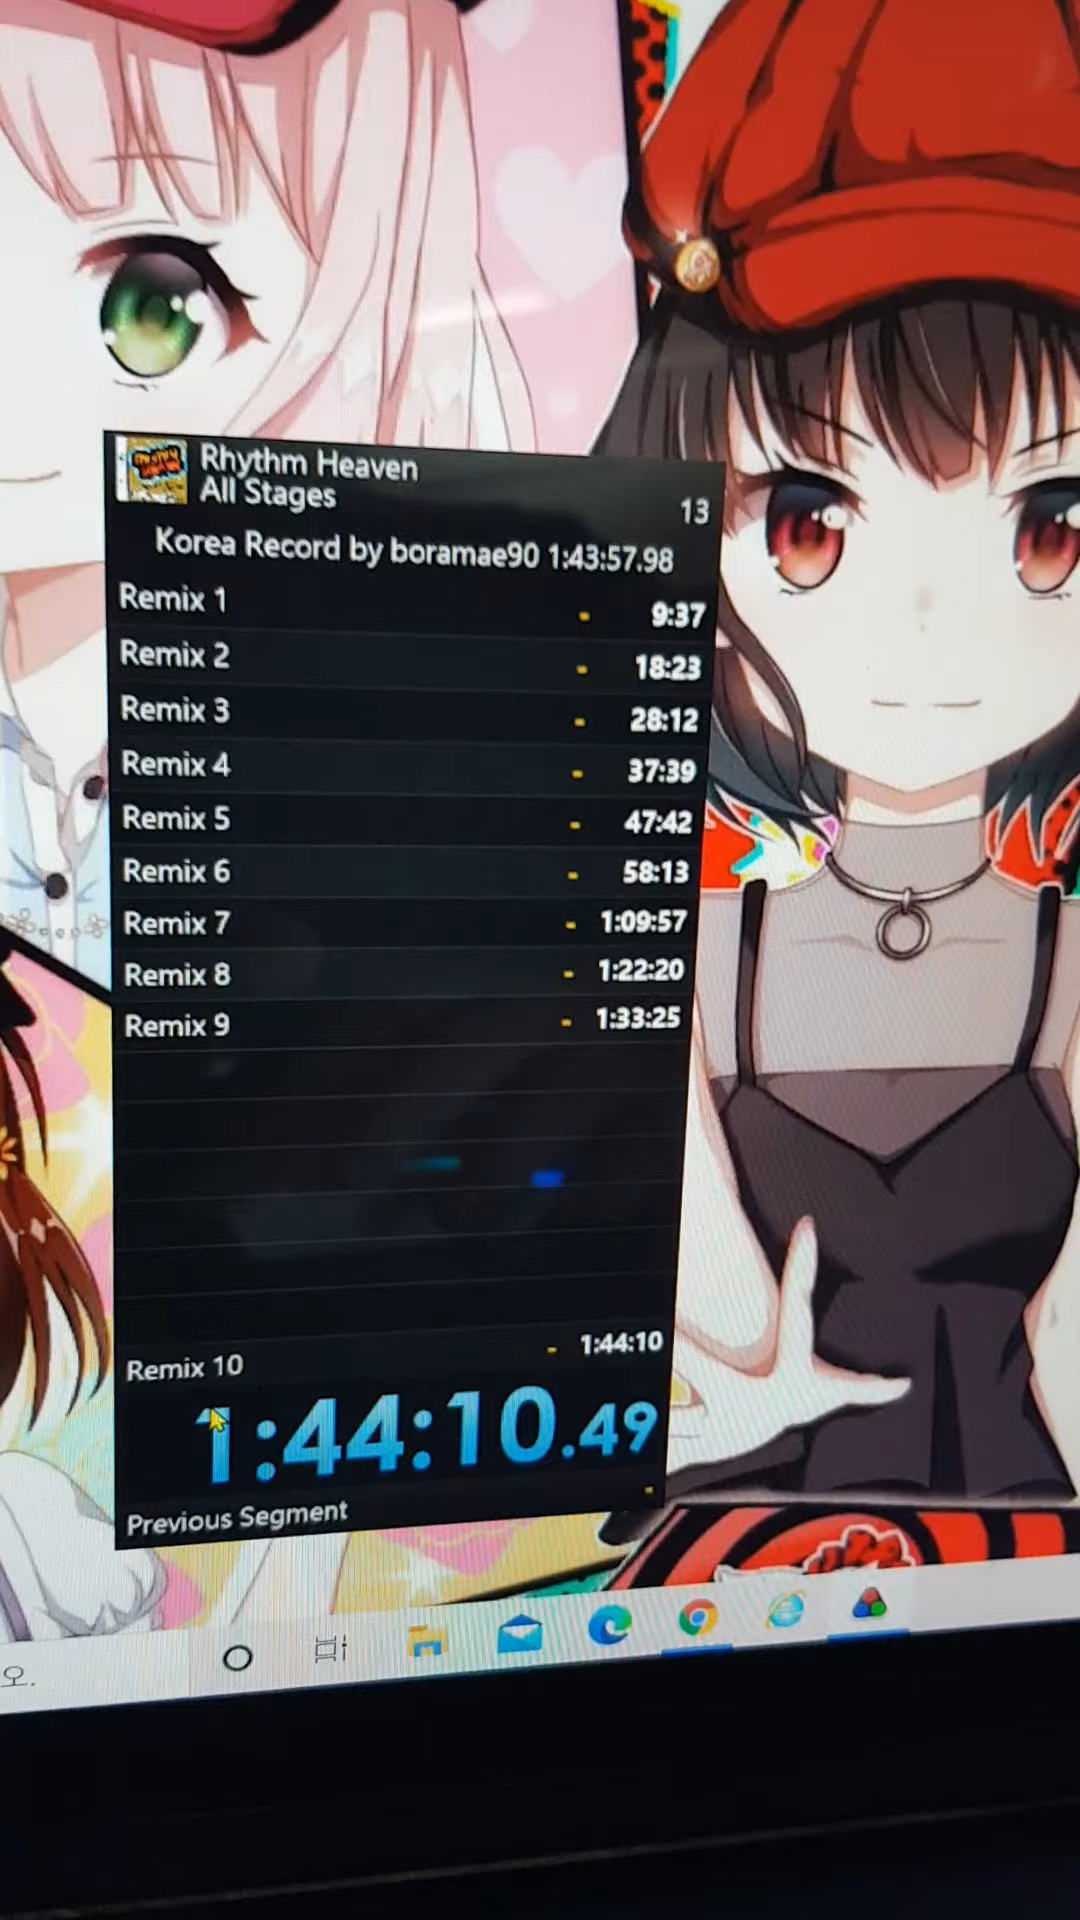 Rhythm Heaven
All Stages
13
Korea Record by boramae90 1:43:57.98
Remix 1 - 9:37
Remix 2 - 18:23
Remix 3 - 28:12
Remix 4 - 37:39
Remix 5 - 47:42
Remix 6 - 58:13
Remix 7 - 1:09:57
Remix 8 - 1:22:20
Remix 9 - 1:33:25
Remix 10 - 1:44:10
1:44:10.49
Previous Segment -
오.